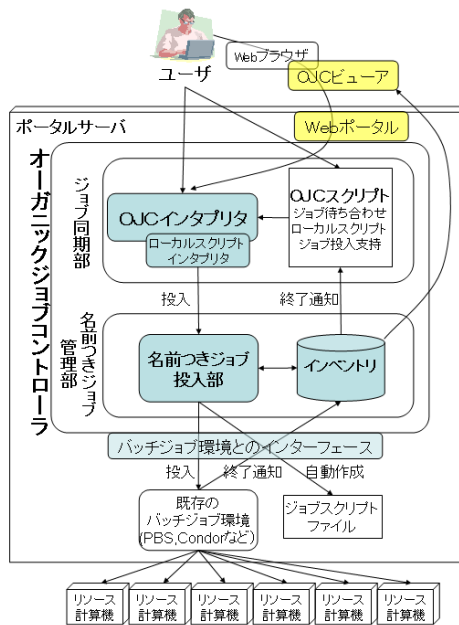 Webブラウザ
OJCビューア
ユーザ
Webポータル
ポータルサーバ
オーガニックジョブコントローラ
ジョブ同期部
OJCインタプリタ
ローカルスクリプト
インタプリタ
OJCスクリプト
ジョブ待ち合わせ
ローカルスクリプト
ジョブ投入支持
投入
終了通知
名前つきジョブ
管理部
名前つきジョブ
投入部
インベントリ
バッチジョブ環境とのインターフェース
投入
終了通知
自動作成
既存の
バッチジョブ環境
(PBS,Condorなど)
ジョブスクリプト
ファイル
リソース
計算機
リソース
計算機
リソース
計算機
リソース
計算機
リソース
計算機
リソース
計算機